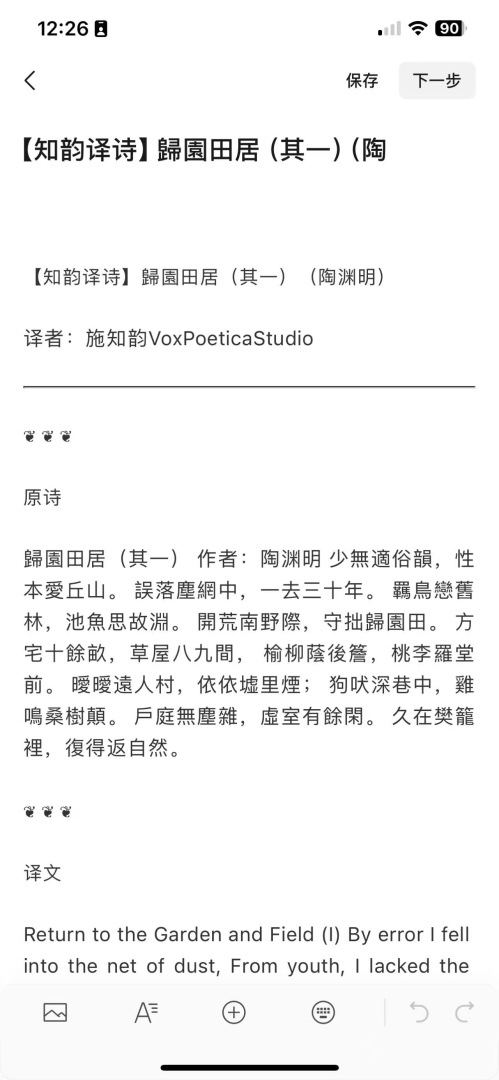 12:26
90
保存
下一步
【知韵译诗】歸園田居（其一）（陶
【知韵译诗】歸園田居（其一）（陶渊明）
译者：施知韵VoxPoeticaStudio
❦ ❦ ❦
原诗
歸園田居（其一） 作者：陶渊明 少無適俗韻，性
本愛丘山。 誤落塵網中，一去三十年。 羈鳥戀舊
林，池魚思故淵。 開荒南野際，守拙歸園田。 方
宅十餘畝，草屋八九間， 榆柳蔭後簷，桃李羅堂
前。 曖曖遠人村，依依墟里煙； 狗吠深巷中，雞
鳴桑樹顛。 戶庭無塵雜，虛室有餘閑。 久在樊籠
裡，復得返自然。
❦ ❦ ❦
译文
Return to the Garden and Field (I) By error I fell
into the net of dust, From youth, I lacked the